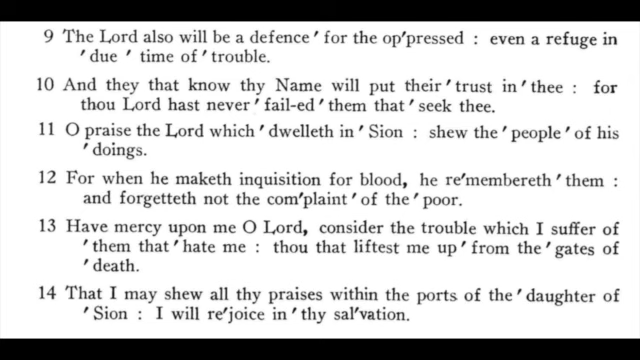 9 The Lord also will be a defence ′ for the op′pressed : even a refuge in
′ due ′ time of ′ trouble.
10 And they that know thy Name will put their ′ trust in ′ thee : for
thou Lord hast never ′ fail-ed ′ them that ′ seek thee.
11 O praise the Lord which ′ dwelleth in ′ Sion : shew the ′ people ′ of his
′ doings.
12 For when he maketh inquisition for blood, he re′membereth ′ them :
and forgetteth not the com′plaint ′ of the ′ poor.
13 Have mercy upon me O Lord, consider the trouble which I suffer of
′ them that ′ hate me : thou that liftest me up ′ from the ′ gates of
′ death.
14 That I may shew all thy praises within the ports of the ′ daughter of
′ Sion : I will re′joice in ′ thy sal′vation.